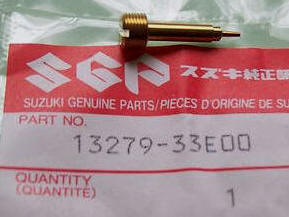 SGP スズキ純正部
SUZUKI GENUINE PARTS/PIECES D'ORIGINE DE SU
PART NO.
13279-33E00
QUANTITY
(QUANTITE)
1